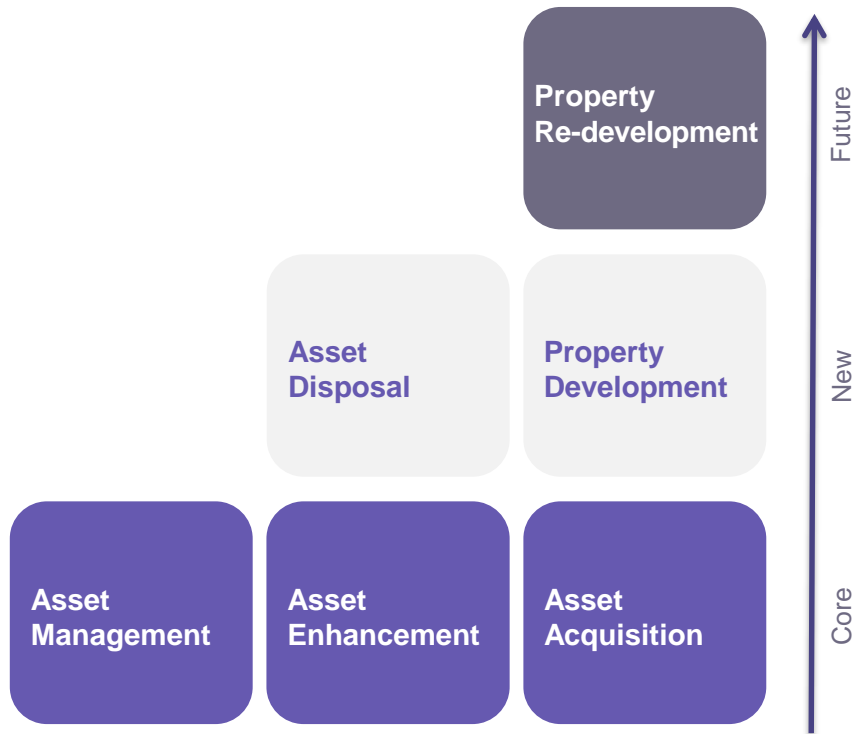 Property
Re-development
Future
Asset
Disposal
Property
Development
New
Asset
Management
Asset
Enhancement
Asset
Acquisition
Core